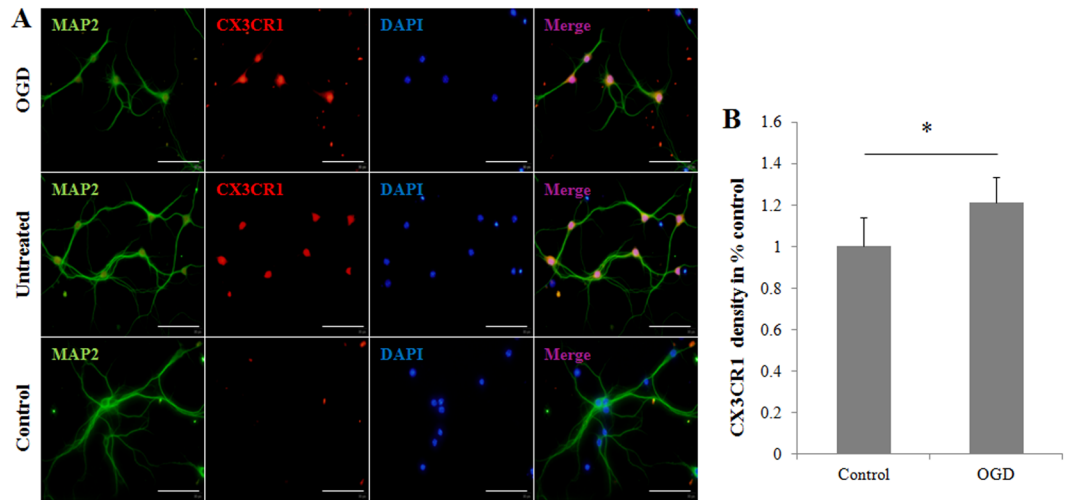 A
MAP2 CX3CR1 DAPI Merge
OGD
MAP2 CX3CR1 DAPI Merge
Untreated
MAP2 DAPI Merge
Control
B
CX3CR1 density in % control
1.6
1.4
1.2
1
0.8
0.6
0.4
0.2
0
*
Control OGD